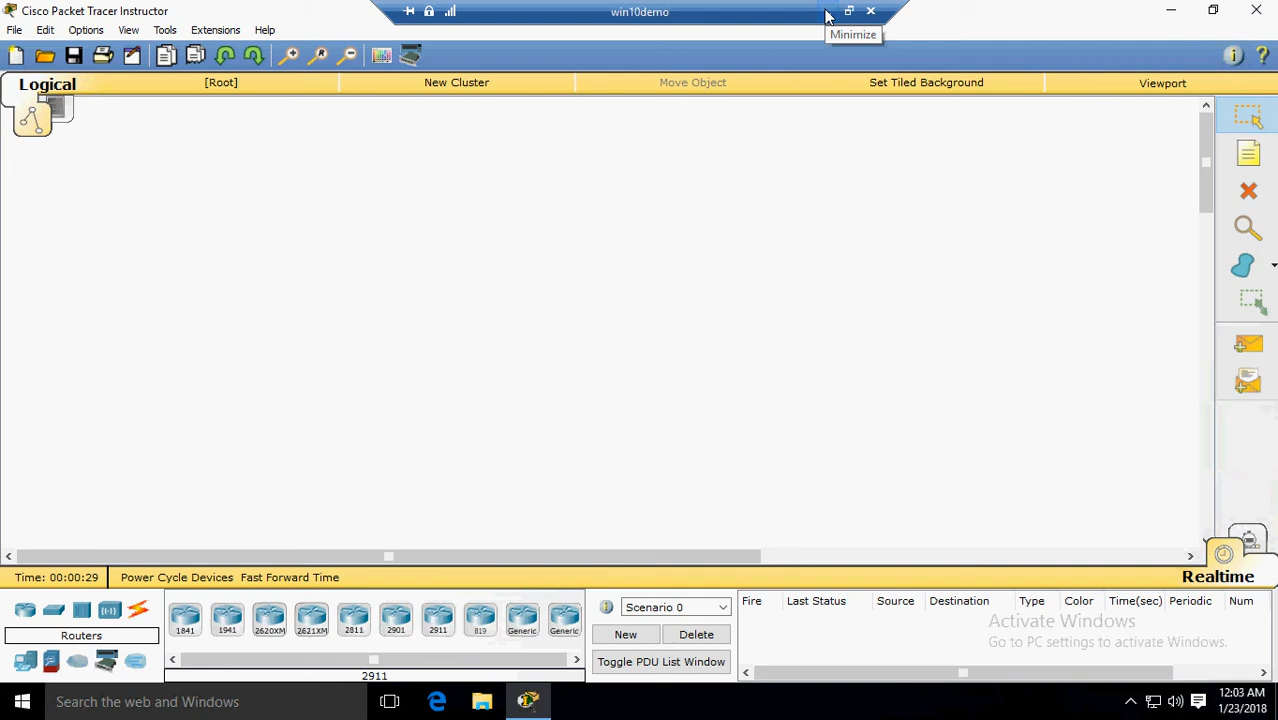 Cisco Packet Tracer Instructor
win10demo
Minimize
File Edit Options View Tools Extensions Help
Logical
[Root] New Cluster Move Object Set Tiled Background Viewport
Time: 00:00:29 Power Cycle Devices Fast Forward Time
Realtime
Routers
1841 1941 2620XM 2621XM 2811 2901 2911 819 Generic Generic
2911
Scenario 0
New Delete
Toggle PDU List Window
Fire Last Status Source Destination Type Color Time(sec) Periodic Num
Activate Windows
Go to PC settings to activate Windows.
Search the web and Windows
12:03 AM
1/23/2018